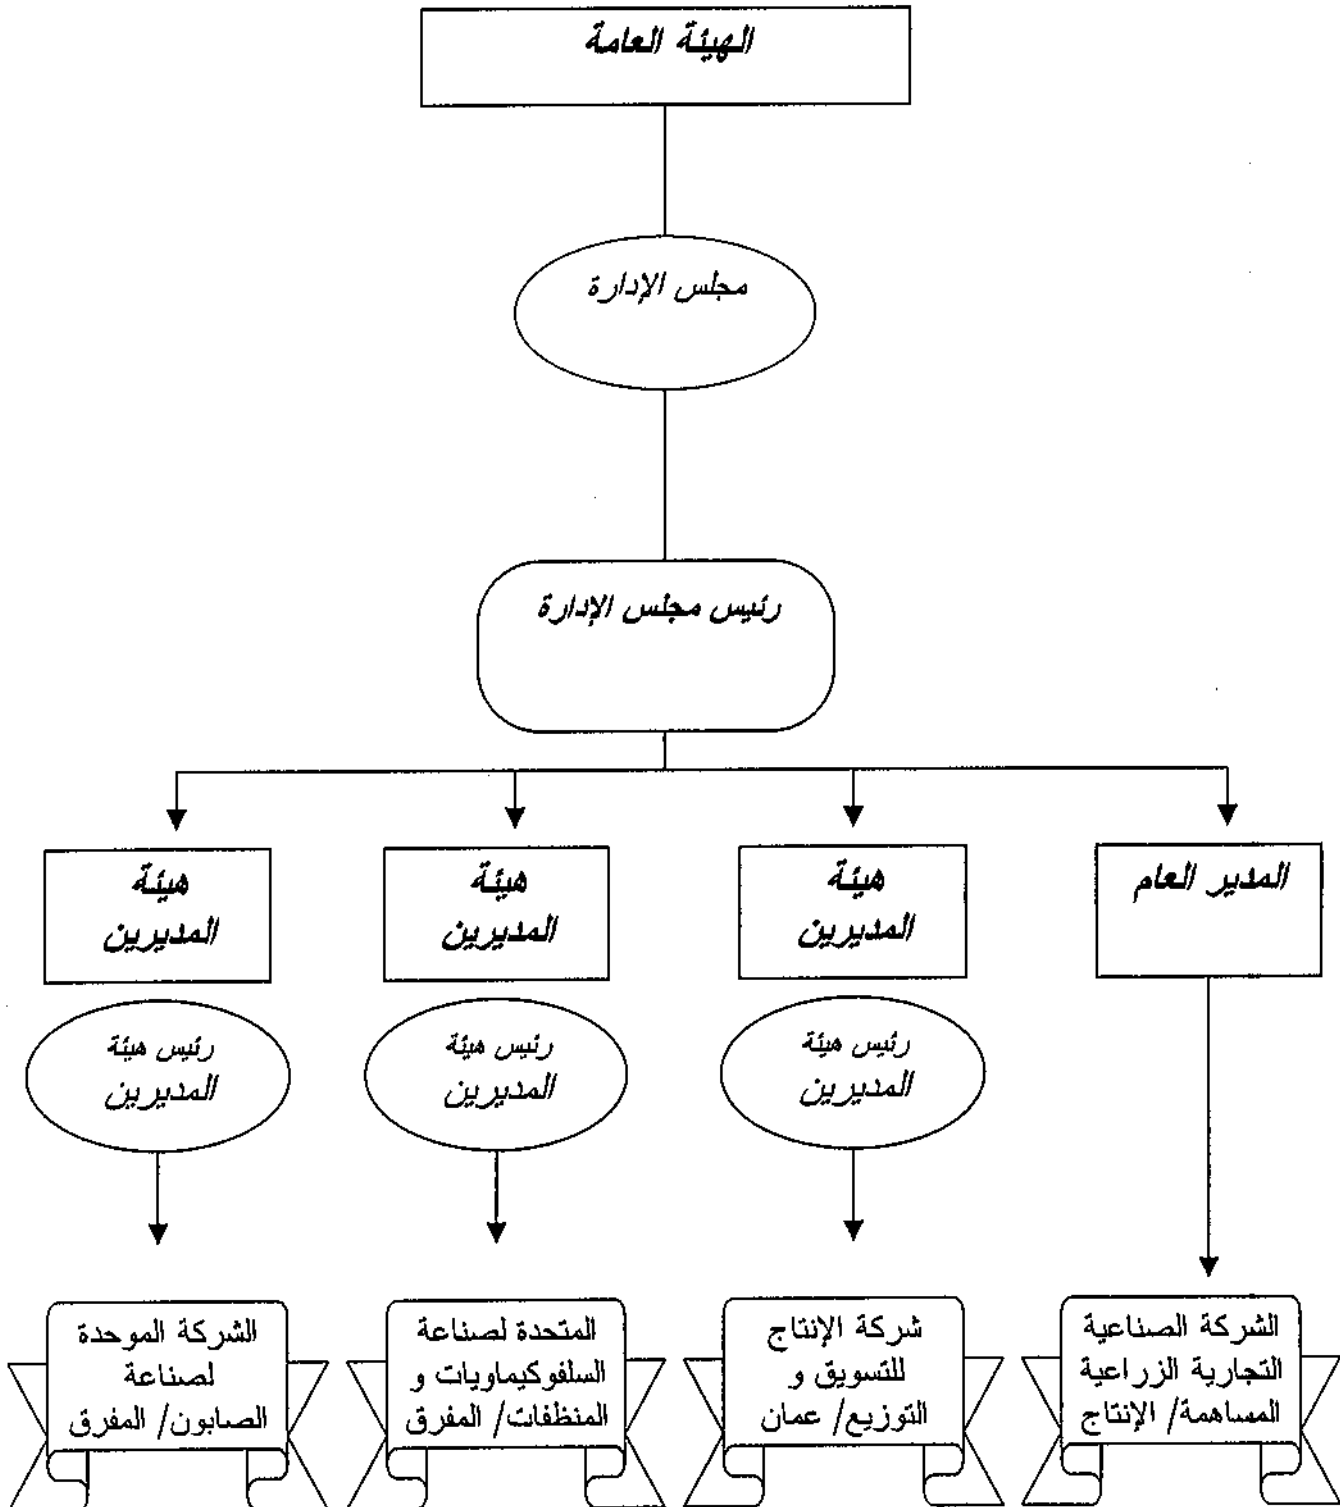 الهيئة العامة
مجلس الإدارة
رئيس مجلس الإدارة
المدير العام
هيئة
المديرين
هيئة
المديرين
هيئة
المديرين
رئيس هيئة
المديرين
رئيس هيئة
المديرين
رئيس هيئة
المديرين
الشركة الصناعية
التجارية الزراعية
المساهمة/ الإنتاج
شركة الإنتاج
للتسويق و
التوزيع/ عمان
المتحدة لصناعة
السلفوكيماويات و
المنظفات/ المفرق
الشركة الموحدة
لصناعة
الصابون/ المفرق